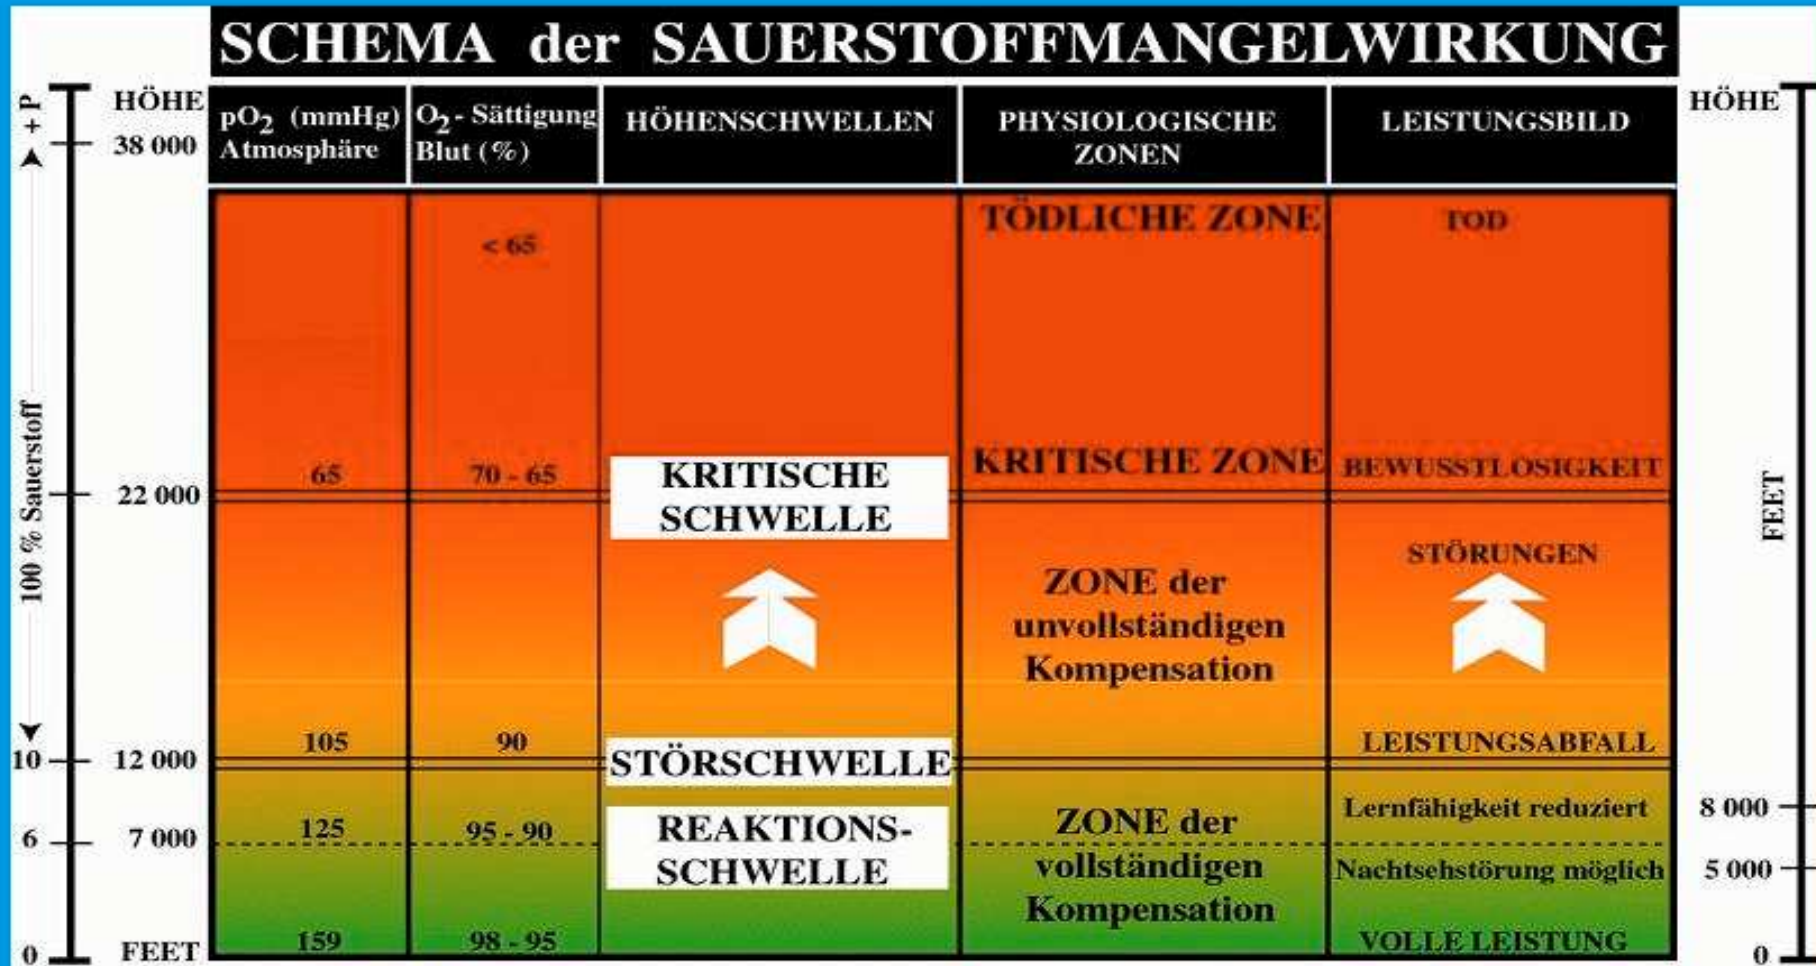 SCHEMA der SAUERSTOFFMANGELWIRKUNG
+ P
100 % Sauerstoff
10
6
0
HÖHE
38 000
22 000
12 000
7 000
FEET
pO2 (mmHg)
Atmosphäre
65
105
125
159
O2 - Sättigung
Blut (%)
< 65
70 - 65
90
95 - 90
98 - 95
HÖHENSCHWELLEN
KRITISCHE
SCHWELLE
STÖRSCHWELLE
REAKTIONS-
SCHWELLE
PHYSIOLOGISCHE
ZONEN
TÖDLICHE ZONE
KRITISCHE ZONE
ZONE der
unvollständigen
Kompensation
ZONE der
vollständigen
Kompensation
LEISTUNGSBILD
TOD
BEWUSSTLOSIGKEIT
STÖRUNGEN
LEISTUNGSABFALL
Lernfähigkeit reduziert
Nachtsehstörung möglich
VOLLE LEISTUNG
HÖHE
FEET
8 000
5 000
0